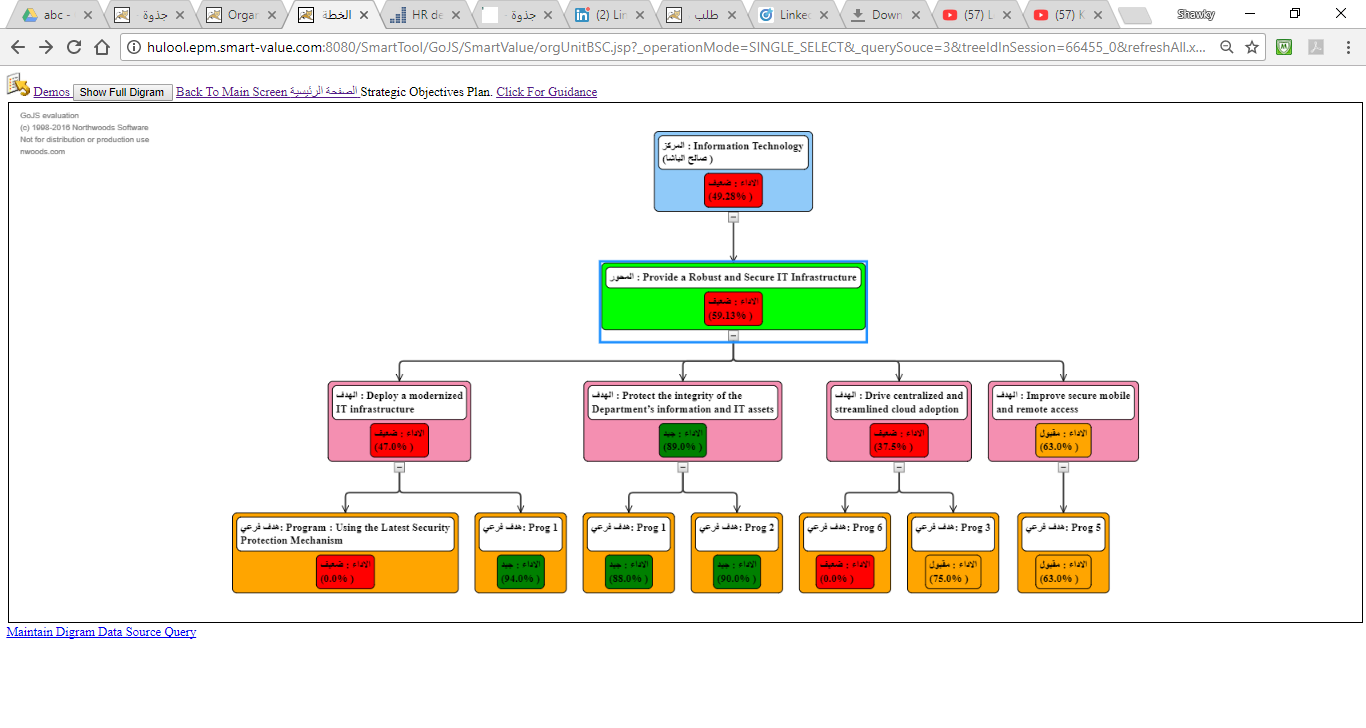 abc -
جذوة
Organ
الخطة
HR de
جذوة -
(2) Lin
طلب
Linked
Down
(57) L
(57) K
Shawky
hulool.epm.smart-value.com:8080/SmartTool/GoJS/SmartValue/orgUnitBSC.jsp?_operationMode=SINGLE_SELECT&_querySouce=3&treeIdInSession=66455_0&refreshAll.x...
Demos Show Full Digram Back To Main Screen الصفحة الرئيسية Strategic Objectives Plan. Click For Guidance
GoJS evaluation
(c) 1998-2016 Northwoods Software
Not for distribution or production use
nwoods.com
المركز : Information Technology
(صالح الباشا )
الاداء : ضعيف
(49.28% )
المحور : Provide a Robust and Secure IT Infrastructure
الاداء : ضعيف
(59.13% )
الهدف : Deploy a modernized
IT infrastructure
الاداء : ضعيف
(47.0% )
الهدف : Protect the integrity of the
Department's information and IT assets
الاداء : جيد
(89.0% )
الهدف : Drive centralized and
streamlined cloud adoption
الاداء : ضعيف
(37.5% )
الهدف : Improve secure mobile
and remote access
الاداء : مقبول
(63.0% )
هدف فرعي: Program : Using the Latest Security
Protection Mechanism
الاداء : ضعيف
(0.0% )
هدف فرعي: Prog 1
الاداء : جيد
(94.0% )
هدف فرعي: Prog 1
الاداء : جيد
(88.0% )
هدف فرعي: Prog 2
الاداء : جيد
(90.0% )
هدف فرعي: Prog 6
الاداء : ضعيف
(0.0% )
هدف فرعي: Prog 3
الاداء : مقبول
(75.0% )
هدف فرعي: Prog 5
الاداء : مقبول
(63.0% )
Maintain Digram Data Source Query